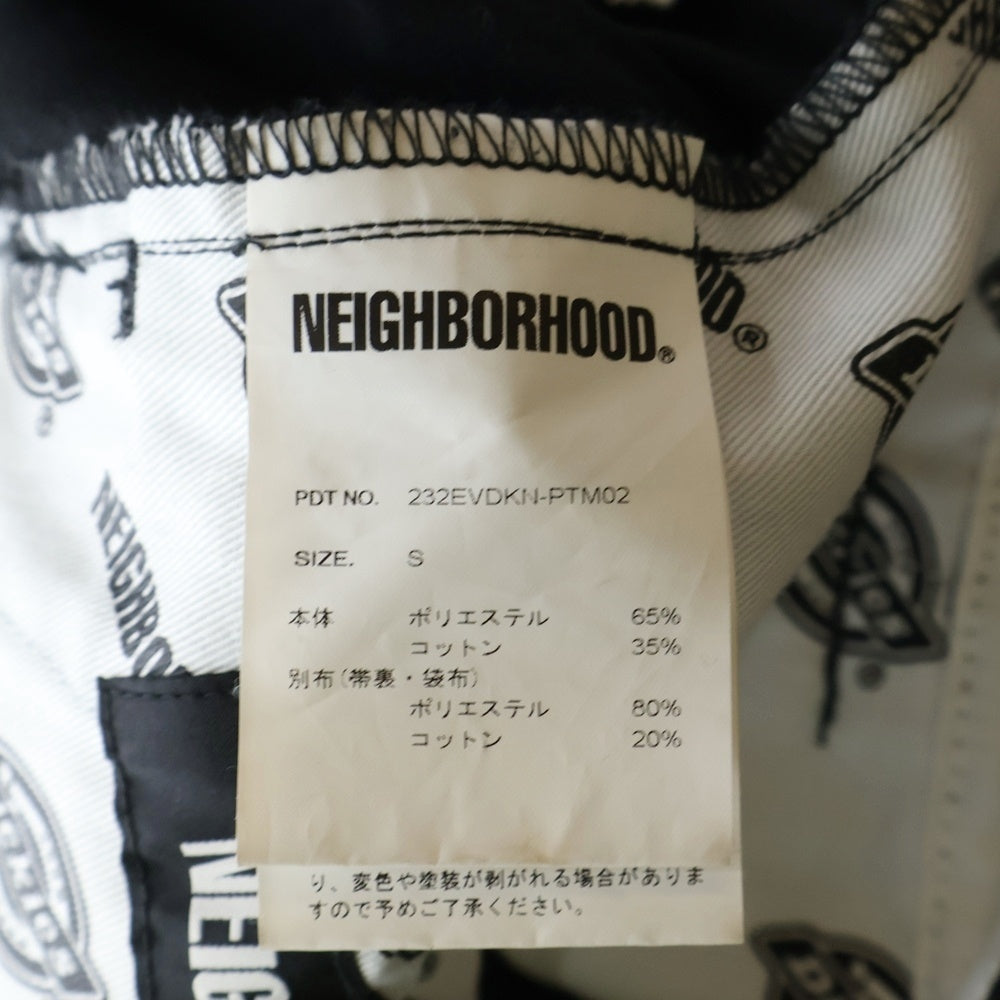 NEIGHBORHOOD®
PDT NO. 232EVDKN-PTM02
SIZE. S
本体 ポリエステル 65%
コットン 35%
別布(帯裏・袋布)
ポリエステル 80%
コットン 20%
り、変色や塗装が剥がれる場合がありま
すので予めご了承ください。
NEIGHBO
NEIG